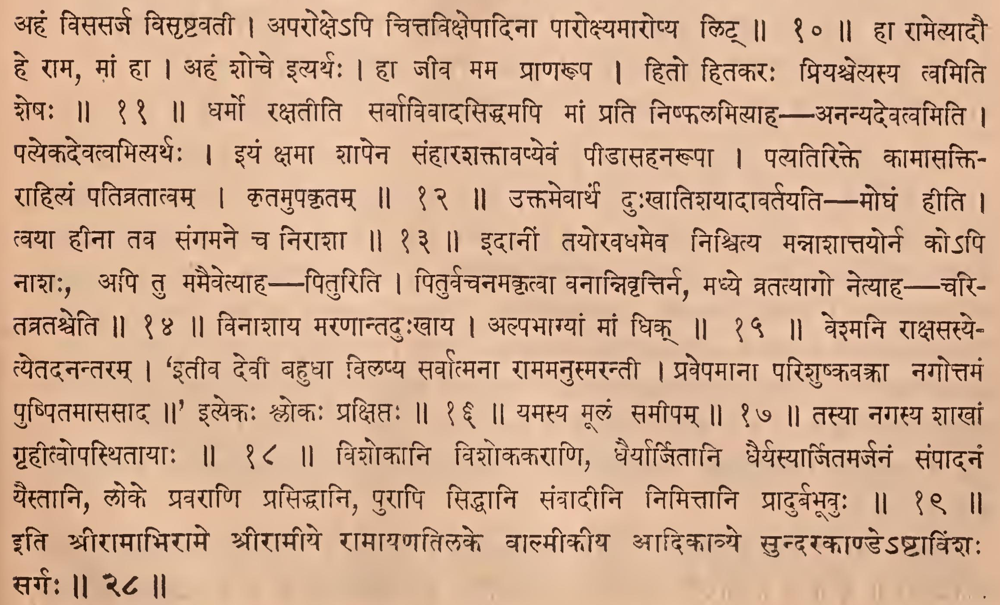 अहं विससर्ज विसृष्टवती । अपरोक्षेऽपि चित्तविक्षेपादिना पारोक्ष्यमारोप्य लिट् ॥ १० ॥ हा रामेत्यादौ
हे राम, मां हा । अहं शोचे इत्यर्थः । हा जीव मम प्राणरूप । हितो हितकरः प्रियश्चेत्यस्य त्वमिति
शेषः ॥ ११ ॥ धर्मो रक्षतीति सर्वाविवादसिद्धमपि मां प्रति निष्फलमित्याह—अनन्यदेवत्वमिति ।
पत्येकदेवत्वमित्यर्थः । इयं क्षमा शापेन संहारशक्तावप्येवं पीडासहनरूपा । पत्यतिरिक्ते कामासक्ति-
राहित्यं पतिव्रतात्वम् । कृतमुपकृतम् ॥ १२ ॥ उक्तमेवार्थं दुःखातिशयादावर्तयति—मोघं हीति ।
त्वया हीना तव संगमने च निराशा ॥ १३ ॥ इदानीं तयोरवधमेव निश्चित्य मन्नाशात्तयोर्न कोऽपि
नाशः, अपि तु ममैवेत्याह—पितुरिति । पितुर्वचनमकृत्वा वनान्निवृत्तिर्न, मध्ये व्रतत्यागो नेत्याह—चरि-
तव्रतश्चेति ॥ १४ ॥ विनाशाय मरणान्तदुःखाय । अल्पभाग्यां मां धिक् ॥ १५ ॥ वेश्मनि राक्षसस्ये-
त्येतदनन्तरम् । ‘इतीव देवी बहुधा विलप्य सर्वात्मना राममनुस्मरन्ती । प्रवेपमाना परिशुष्कवक्त्रा नगोत्तमं
पुष्पितमाससाद ॥’ इत्येकः श्लोकः प्रक्षिप्तः ॥ १६ ॥ यमस्य मूलं समीपम् ॥ १७ ॥ तस्या नगस्य शाखां
गृहीत्वोपस्थितायाः ॥ १८ ॥ विशोकानि विशोककराणि, धैर्यार्जितानि धैर्यस्यार्जितमर्जनं संपादनं
यैस्तानि, लोके प्रवराणि प्रसिद्धानि, पुरापि सिद्धानि संवादीनि निमित्तानि प्रादुर्बभूवुः ॥ १९ ॥
इति श्रीरामाभिरामे श्रीरामीये रामायणतिलके वाल्मीकीय आदिकाव्ये सुन्दरकाण्डेऽष्टाविंशः
सर्गः ॥ २८ ॥